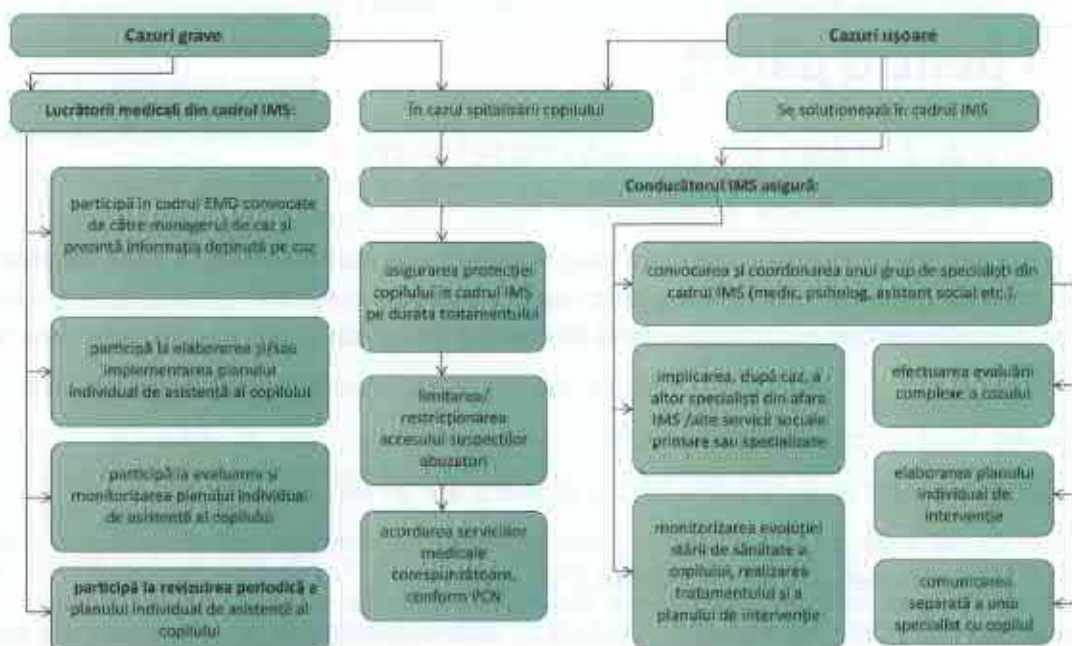 Cazuri grave
Cazuri ușoare
Lucrătorii medicali din cadrul IMS:
În cazul spitalizării copilului
Se soluționează în cadrul IMS
Conducătorul IMS asigură:
participă în cadrul EMD convocate
de către managerul de caz și
prezintă informația deținută pe caz
participă la elaborarea și/sau
implementarea planului
individual de asistență al copilului
participă la evaluarea și
monitorizarea planului individual
de asistență al copilului
participă la revizuirea periodică a
planului individual de asistență al
copilului
asigurarea protecției
copilului în cadrul IMS
pe durata tratamentului
limitarea/
restricționarea
accesului suspecților
abuzatori
acordarea serviciilor
medicale
corespunzătoare,
conform PCN
convocarea și coordonarea unui grup de specialiști din
cadrul IMS (medic, psiholog, asistent social etc.).
implicarea, după caz, a
altor specialiști din afara
IMS /alte servicii sociale
primare sau specializate
monitorizarea evoluției
stării de sănătate a
copilului, realizarea
tratamentului și a
planului de intervenție
efectuarea evaluării
complexe a cazului
elaborarea planului
individual de
intervenție
comunicarea
separată a unui
specialist cu copilul